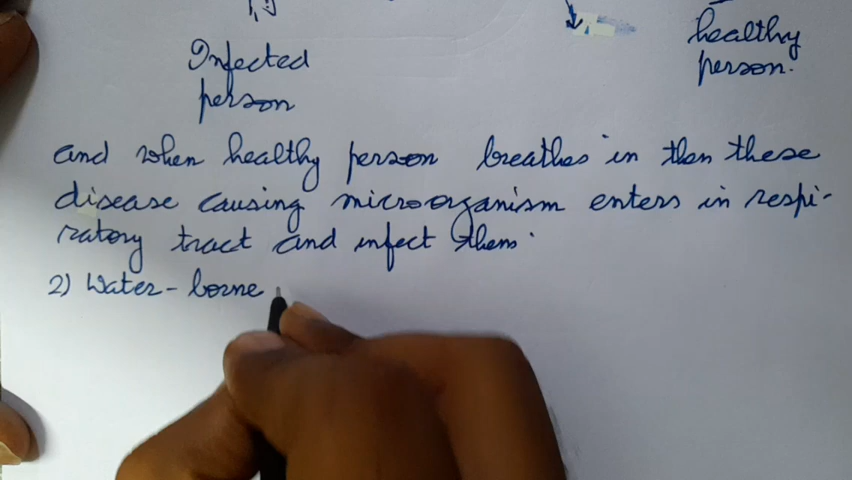 Infected
person
healthy
person.
and when healthy person breathes in then these
disease causing microorganism enters in respi-
ratory tract and infect them.
2) Water-borne